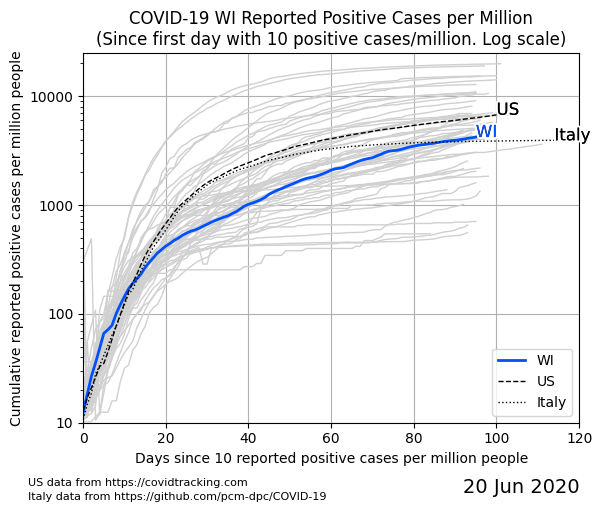 COVID-19 WI Reported Positive Cases per Million
(Since first day with 10 positive cases/million. Log scale)
Cumulative reported positive cases per million people
10000
1000
100
10
US
WI
Italy
WI
US
Italy
0 20 40 60 80 100 120
Days since 10 reported positive cases per million people
US data from https://covidtracking.com
Italy data from https://github.com/pcm-dpc/COVID-19
20 Jun 2020